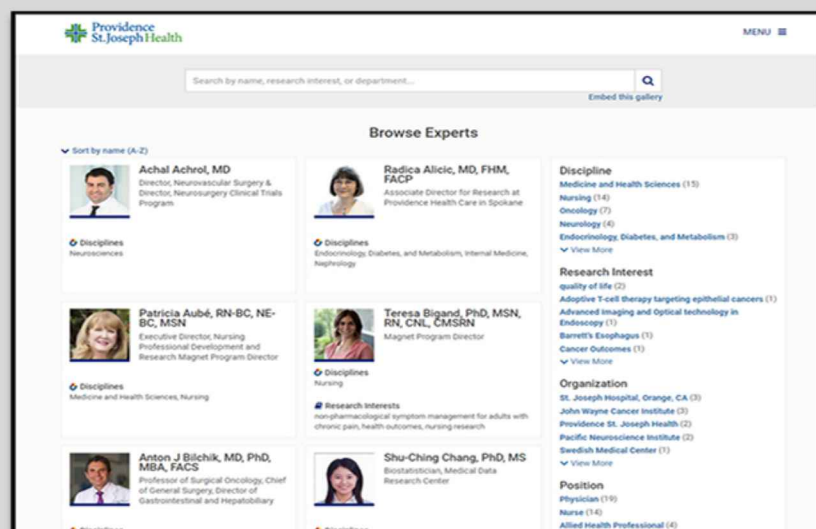 Providence
St.Joseph Health
MENU
Search by name, research interest, or department...
Embed this gallery
Browse Experts
Sort by name (A-Z)
Achal Achrol, MD
Director, Neurovascular Surgery &
Director, Neurosurgery Clinical Trials
Program
Disciplines
Neurosciences
Radica Alicic, MD, FHM,
FACP
Associate Director for Research at
Providence Health Care in Spokane
Disciplines
Endocrinology, Diabetes, and Metabolism, Internal Medicine,
Nephrology
Patricia Aubé, RN-BC, NE-
BC, MSN
Executive Director, Nursing
Professional Development and
Research Magnet Program Director
Disciplines
Medicine and Health Sciences, Nursing
Teresa Bigand, PhD, MSN,
RN, CNL, CMSRN
Magnet Program Director
Disciplines
Nursing
Research Interests
non-pharmacological symptom management for adults with
chronic pain, health outcomes, nursing research
Anton J Bilchik, MD, PhD,
MBA, FACS
Professor of Surgical Oncology, Chief
of General Surgery, Director of
Gastrointestinal and Hepatobiliary
Disciplines
Shu-Ching Chang, PhD, MS
Biostatistician, Medical Data
Research Center
Disciplines
Discipline
Medicine and Health Sciences (15)
Nursing (14)
Oncology (7)
Neurology (4)
Endocrinology, Diabetes, and Metabolism (3)
View More
Research Interest
quality of life (2)
Adoptive T-cell therapy targeting epithelial cancers (1)
Advanced Imaging and Optical technology in
Endoscopy (1)
Barrett's Esophagus (1)
Cancer Outcomes (1)
View More
Organization
St. Joseph Hospital, Orange, CA (3)
John Wayne Cancer Institute (3)
Providence St. Joseph Health (2)
Pacific Neuroscience Institute (2)
Swedish Medical Center (1)
View More
Position
Physician (19)
Nurse (14)
Allied Health Professional (4)